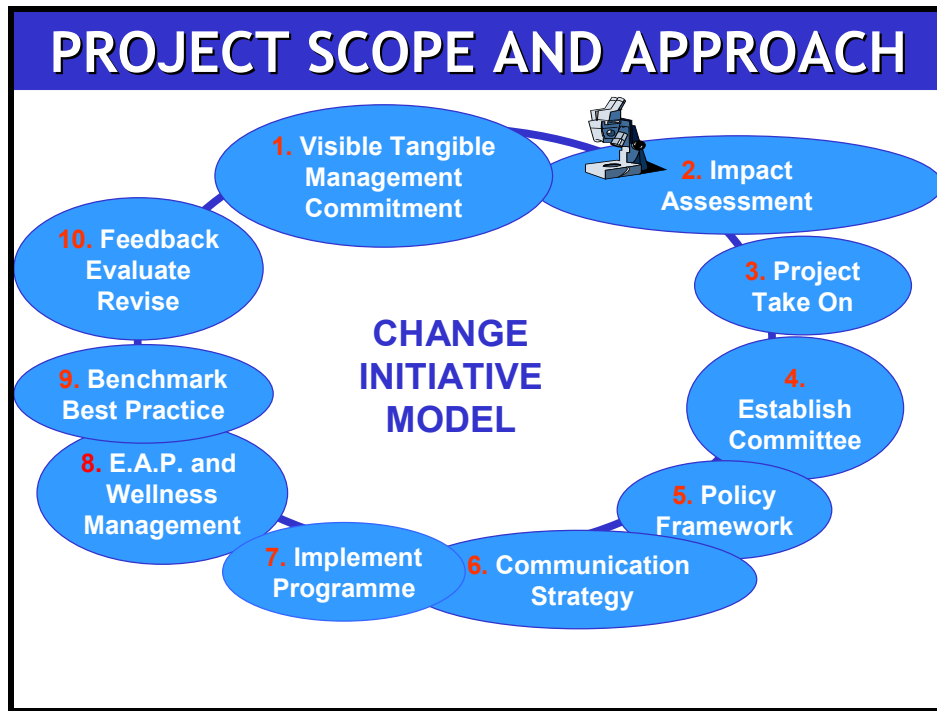 PROJECT SCOPE AND APPROACH
1. Visible Tangible
Management
Commitment
2. Impact
Assessment
3. Project
Take On
4.
Establish
Committee
5. Policy
Framework
6. Communication
Strategy
7. Implement
Programme
8. E.A.P. and
Wellness
Management
9. Benchmark
Best Practice
10. Feedback
Evaluate
Revise
CHANGE
INITIATIVE
MODEL